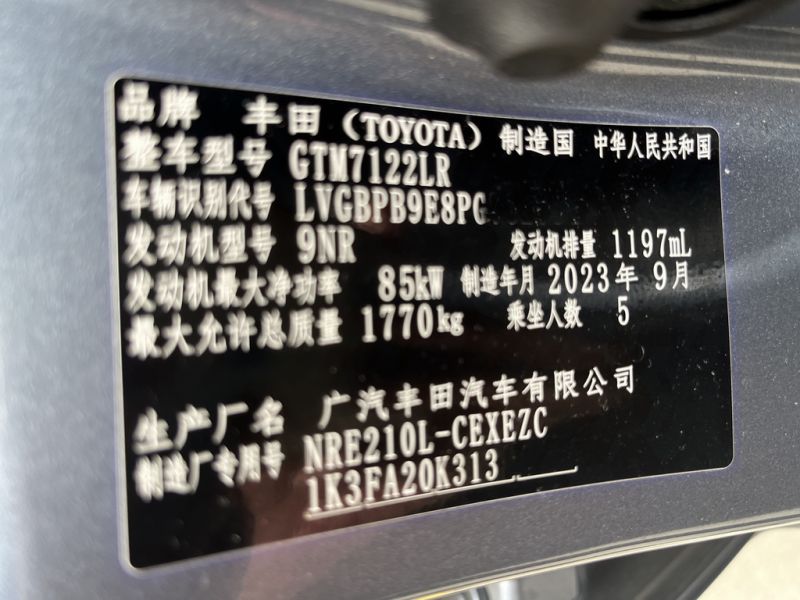 品牌 丰田（TOYOTA） 制造国 中华人民共和国
整车型号 GTM7122LR
车辆识别代号 LVGBPB9E8PG
发动机型号 9NR 发动机排量 1197mL
发动机最大净功率 85kW 制造年月 2023年 9月
最大允许总质量 1770kg 乘坐人数 5
生产厂名 广汽丰田汽车有限公司
制造厂专用号 NRE210L-CEXEZC
1K3FA20K313